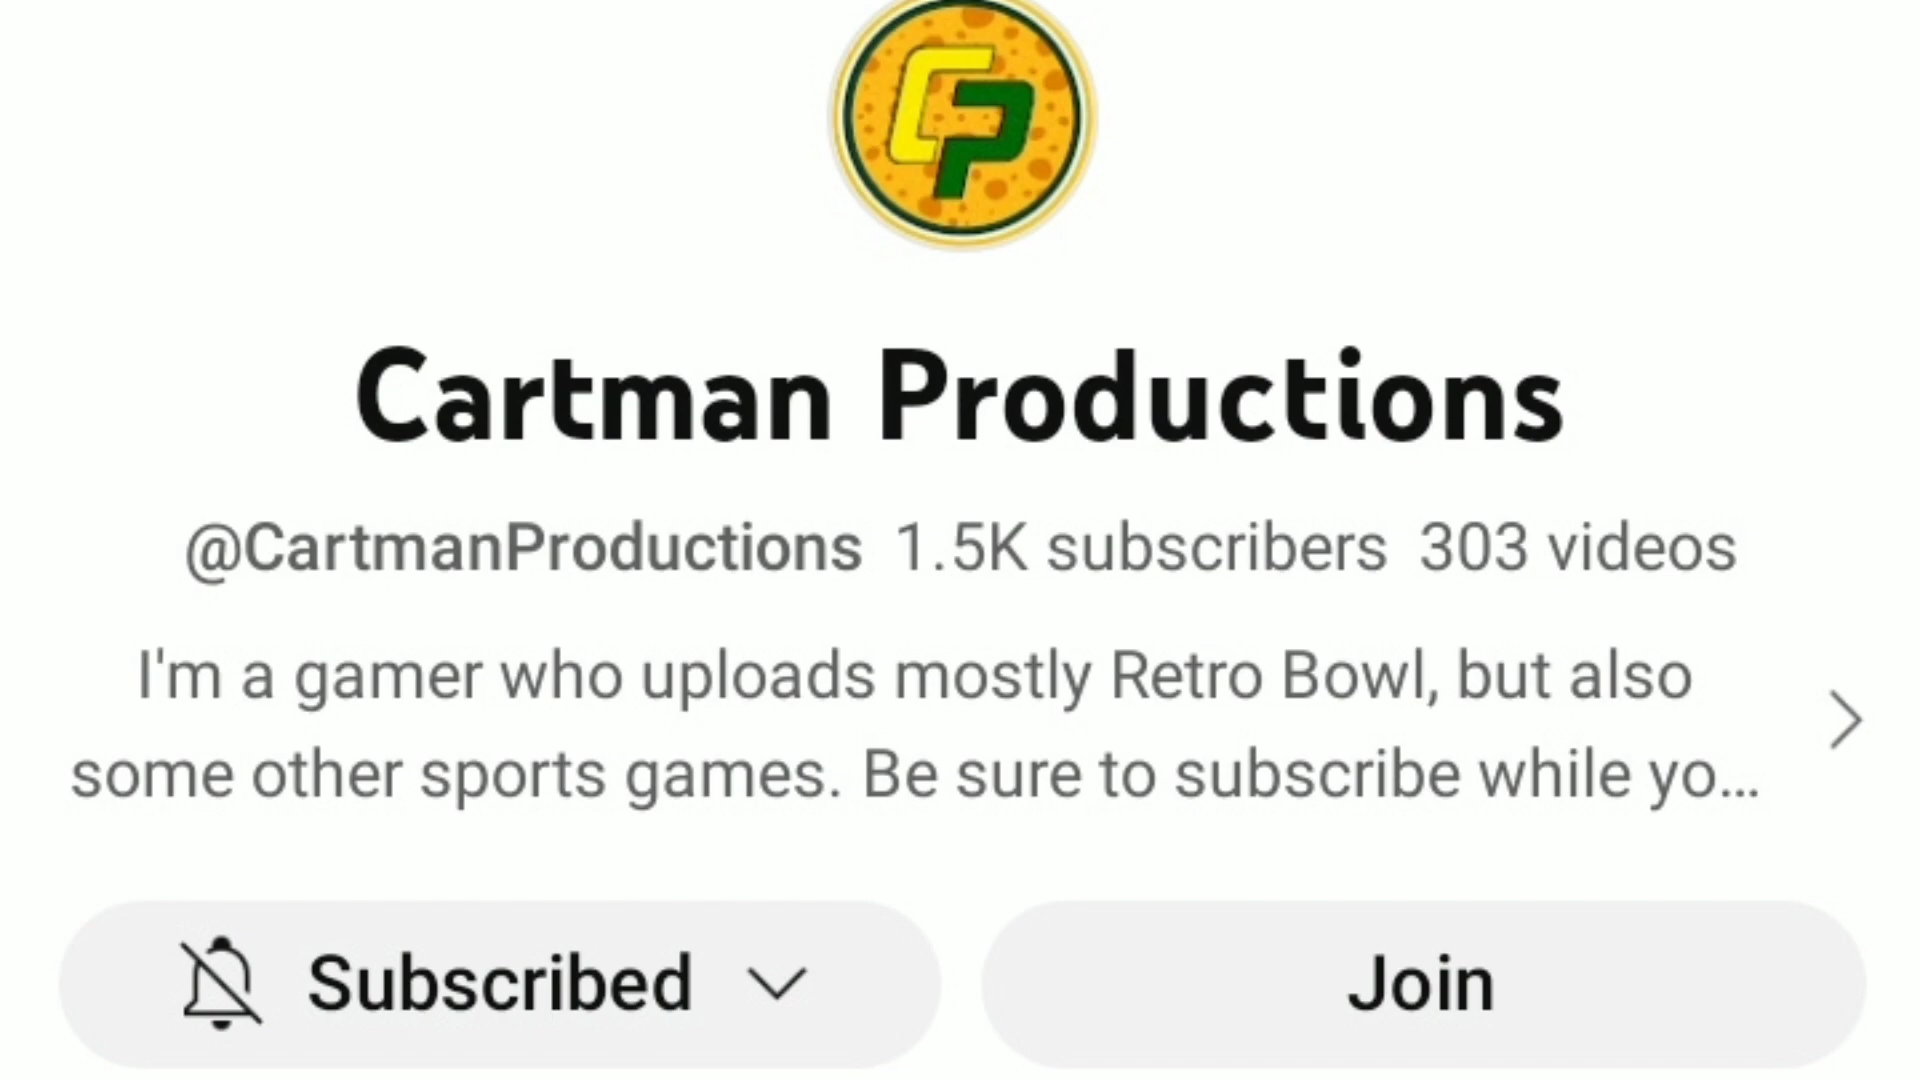 CP
Cartman Productions
@CartmanProductions 1.5K subscribers 303 videos
I'm a gamer who uploads mostly Retro Bowl, but also
some other sports games. Be sure to subscribe while yo...
Subscribed
Join